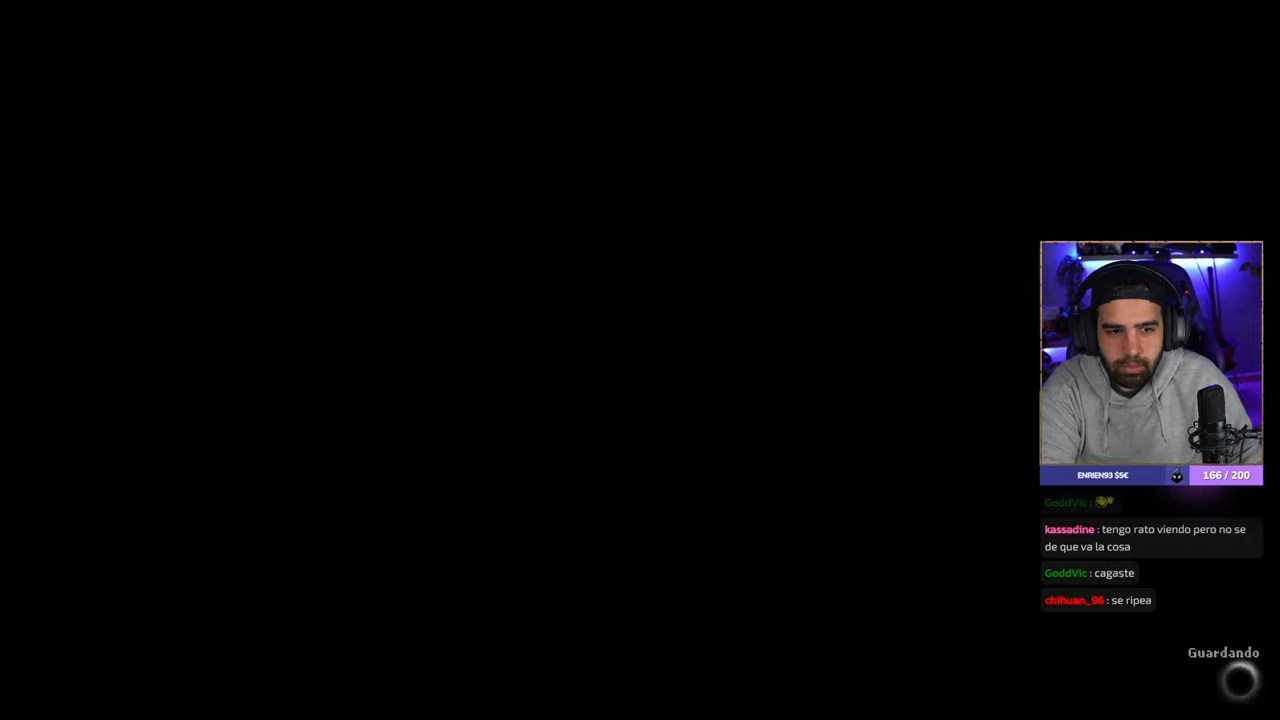 ENRIEN93 $5€
166 / 200
GoddVic :
kassadine : tengo rato viendo pero no se
de que va la cosa
GoddVic : cagaste
chihuan_96 : se ripea
Guardando